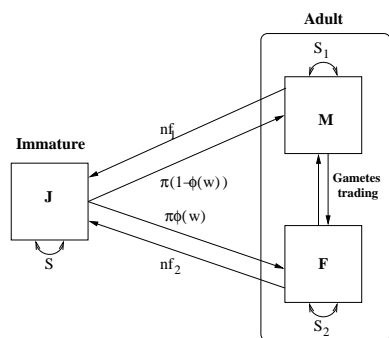 Adult
S₁
M
Immature
nf₁
J
π(1-φ(w))
Gametes
trading
πφ(w)
F
S
nf₂
S₂